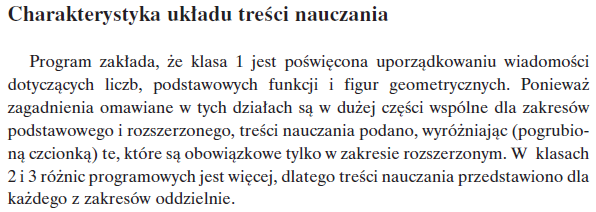 Charakterystyka układu treści nauczania
Program zakłada, że klasa 1 jest poświęcona uporządkowaniu wiadomości
dotyczących liczb, podstawowych funkcji i figur geometrycznych. Ponieważ
zagadnienia omawiane w tych działach są w dużej części wspólne dla zakresów
podstawowego i rozszerzonego, treści nauczania podano, wyróżniając (pogrubio-
ną czcionką) te, które są obowiązkowe tylko w zakresie rozszerzonym. W klasach
2 i 3 różnic programowych jest więcej, dlatego treści nauczania przedstawiono dla
każdego z zakresów oddzielnie.